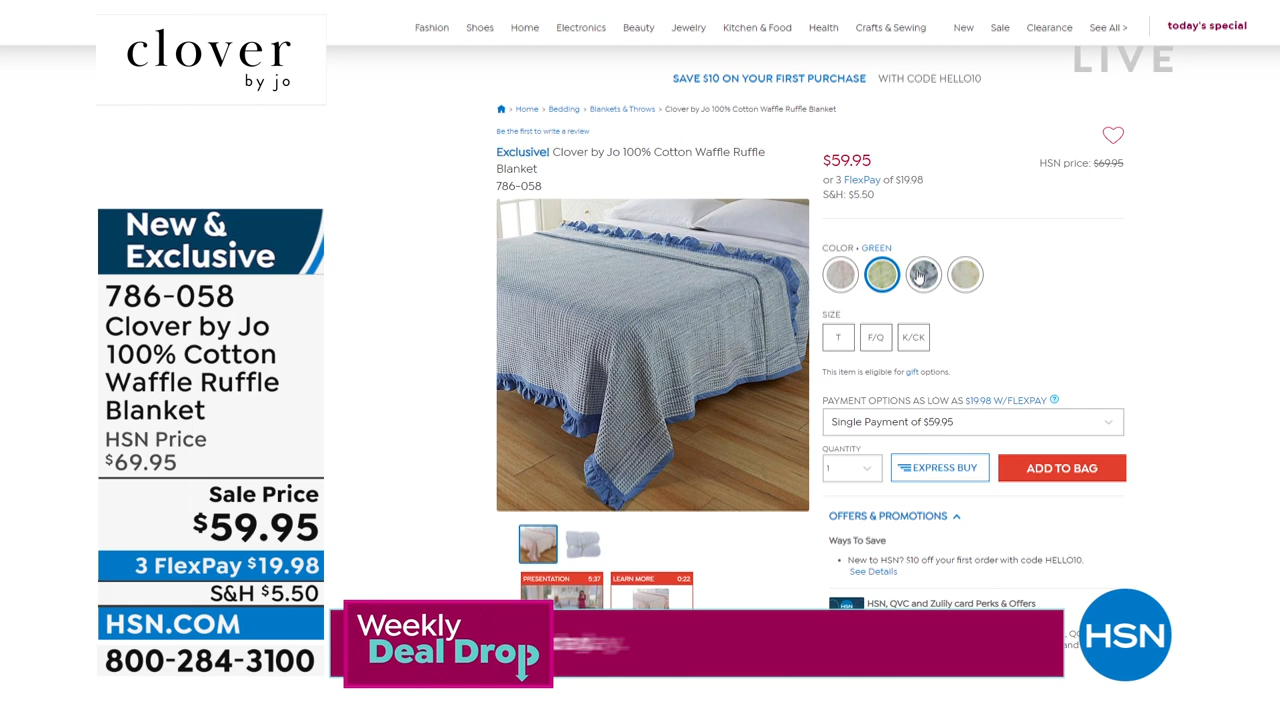 clover
by jo
Fashion Shoes Home Electronics Beauty Jewelry Kitchen & Food Health Crafts & Sewing New Sale Clearance See All > today's special
LIVE
SAVE $10 ON YOUR FIRST PURCHASE WITH CODE HELLO10
> Home > Bedding > Blankets & Throws > Clover by Jo 100% Cotton Waffle Ruffle Blanket
Be the first to write a review
Exclusive! Clover by Jo 100% Cotton Waffle Ruffle
Blanket
786-058
$59.95
HSN price: $69.95
or 3 FlexPay of $19.98
S&H: $5.50
COLOR • GREEN
SIZE
T F/Q K/CK
This item is eligible for gift options.
PAYMENT OPTIONS AS LOW AS $19.98 W/FLEXPAY ?
Single Payment of $59.95
QUANTITY
1
EXPRESS BUY
ADD TO BAG
OFFERS & PROMOTIONS
Ways To Save
• New to HSN? $10 off your first order with code HELLO10.
See Details
HSN, QVC and Zulily card Perks & Offers
PRESENTATION 5:37
LEARN MORE 0:22
New &
Exclusive
786-058
Clover by Jo
100% Cotton
Waffle Ruffle
Blanket
HSN Price
$69.95
Sale Price
$59.95
3 FlexPay $19.98
S&H $5.50
HSN.COM
800-284-3100
Weekly
Deal Drop
HSN